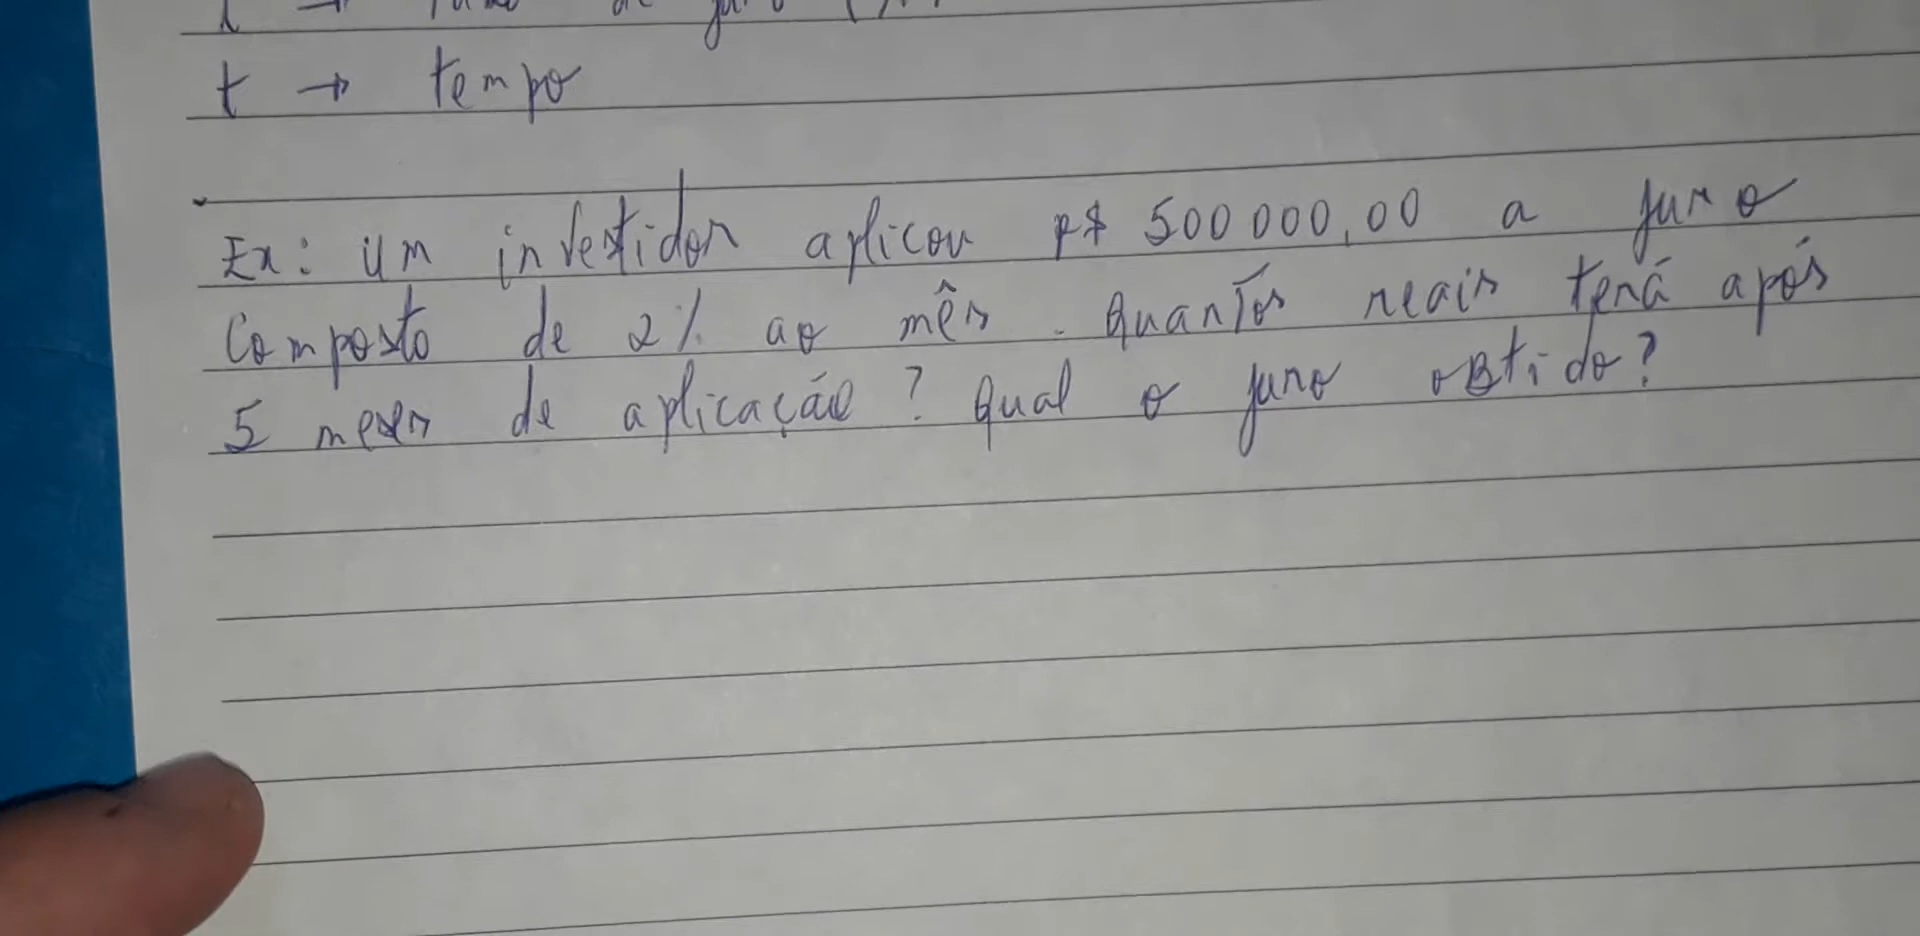 t → tempo
Ex: um investidor aplicou R$ 500 000,00 a juro
composto de 2% ao mês. Quantos reais terá após
5 meses de aplicação? Qual o juro obtido?